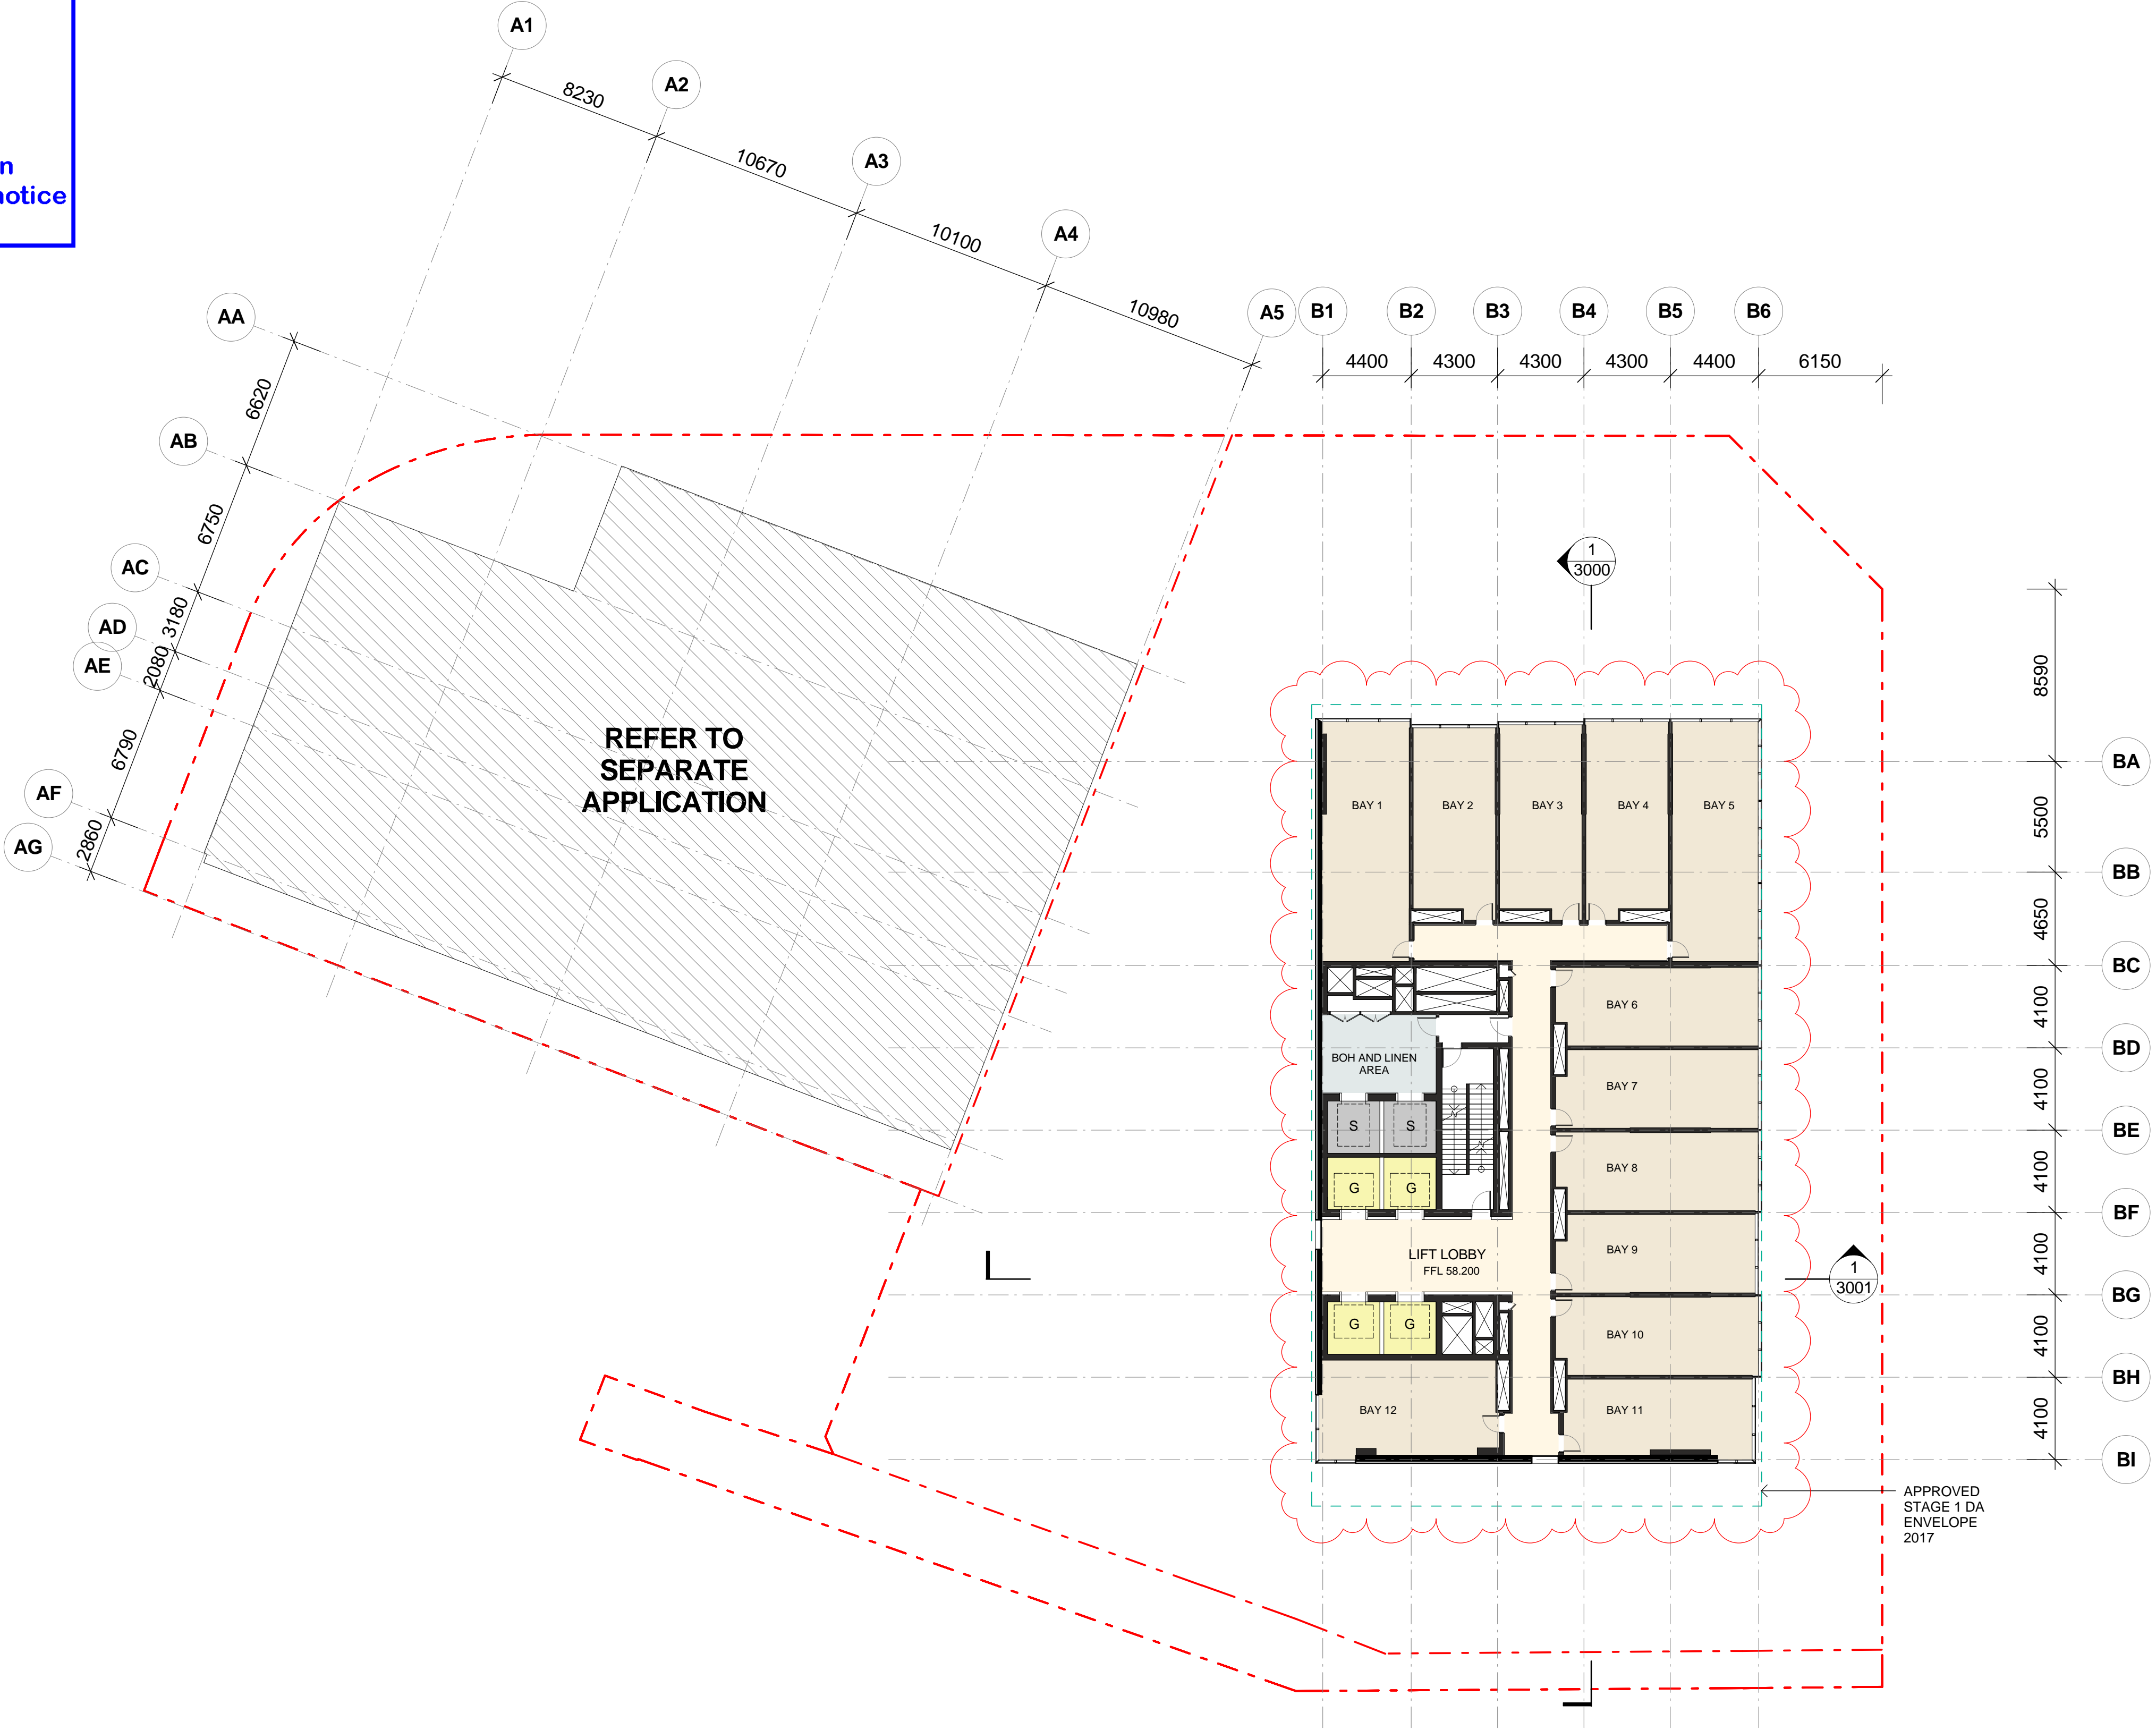 n
notice
A1
A2
A3
A4
A5
8230
10670
10100
10980
B1
B2
B3
B4
B5
B6
4400
4300
4300
4300
4400
6150
AA
AB
AC
AD
AE
AF
AG
6620
6750
3180
2080
6790
2860
REFER TO
SEPARATE
APPLICATION
1
3000
BAY 1
BAY 2
BAY 3
BAY 4
BAY 5
BAY 6
BOH AND LINEN
AREA
BAY 7
S
S
BAY 8
G
G
LIFT LOBBY
FFL 58.200
BAY 9
G
G
BAY 10
BAY 12
BAY 11
1
3001
8590
5500
4650
4100
4100
4100
4100
4100
4100
BA
BB
BC
BD
BE
BF
BG
BH
BI
APPROVED
STAGE 1 DA
ENVELOPE
2017